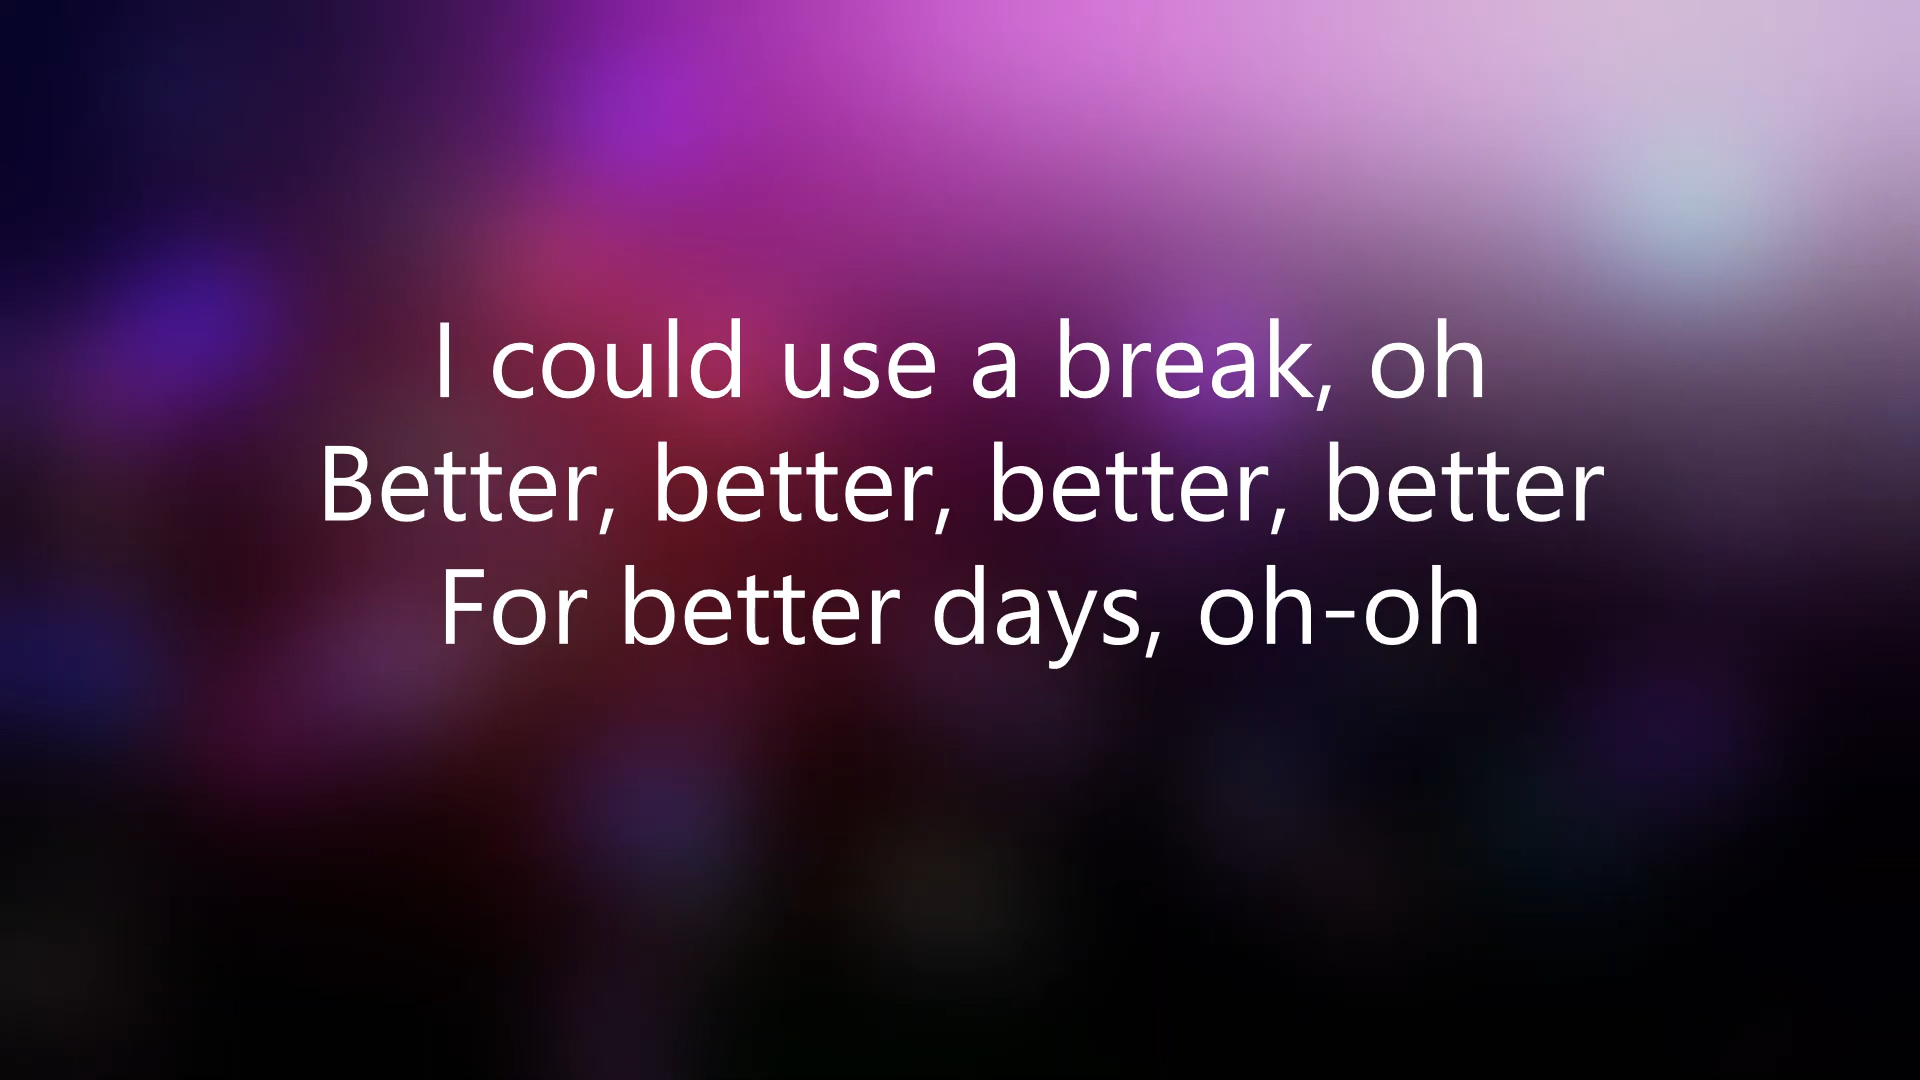 I could use a break, oh
Better, better, better, better
For better days, oh-oh